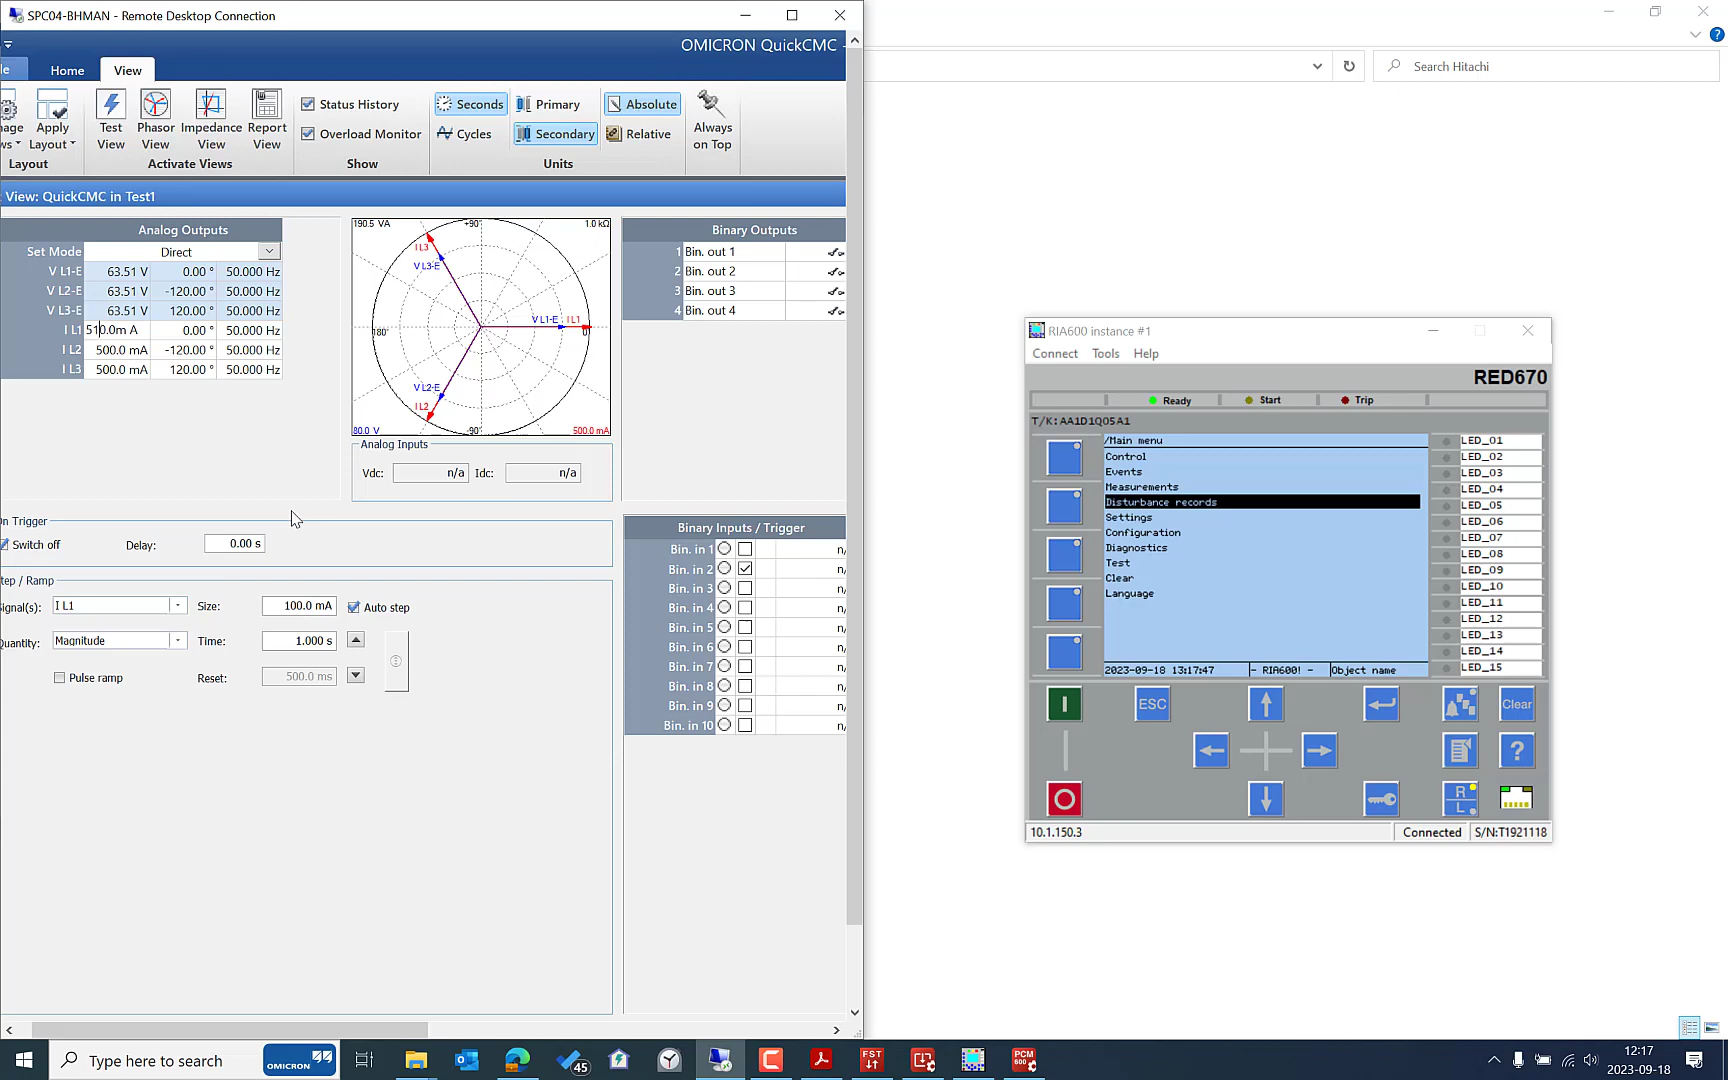 SPC04-BHMAN - Remote Desktop Connection
OMICRON QuickCMC -
Home
View
Apply
Layout
Test
View
Phasor
View
Impedance
View
Report
View
Layout
Activate Views
Status History
Overload Monitor
Show
Seconds
Primary
Absolute
Cycles
Secondary
Relative
Units
Always
on Top
View: QuickCMC in Test1
Analog Outputs
Set Mode Direct
V L1-E 63.51 V 0.00 ° 50.000 Hz
V L2-E 63.51 V -120.00 ° 50.000 Hz
V L3-E 63.51 V 120.00 ° 50.000 Hz
I L1 510.0m A 0.00 ° 50.000 Hz
I L2 500.0 mA -120.00 ° 50.000 Hz
I L3 500.0 mA 120.00 ° 50.000 Hz
190.5 VA +90° 1.0 kΩ
I L3
V L3-E
V L1-E I L1
180° 0°
V L2-E
I L2
80.0 V -90° 500.0 mA
Analog Inputs
Vdc: n/a Idc: n/a
Binary Outputs
1 Bin. out 1
2 Bin. out 2
3 Bin. out 3
4 Bin. out 4
On Trigger
Switch off Delay: 0.00 s
tep / Ramp
ignal(s): I L1 Size: 100.0 mA Auto step
Quantity: Magnitude Time: 1.000 s
Pulse ramp Reset: 500.0 ms
Binary Inputs / Trigger
Bin. in 1 n/
Bin. in 2 n/
Bin. in 3 n/
Bin. in 4 n/
Bin. in 5 n/
Bin. in 6 n/
Bin. in 7 n/
Bin. in 8 n/
Bin. in 9 n/
Bin. in 10 n/
Search Hitachi
RIA600 instance #1
Connect Tools Help
RED670
Ready Start Trip
T/K: AA1D1Q05A1
/Main menu
Control
Events
Measurements
Disturbance records
Settings
Configuration
Diagnostics
Test
Clear
Language
2023-09-18 13:17:47 - RIA600! - Object name
LED_01
LED_02
LED_03
LED_04
LED_05
LED_06
LED_07
LED_08
LED_09
LED_10
LED_11
LED_12
LED_13
LED_14
LED_15
I ESC Clear
?
R
L
10.1.150.3 Connected S/N:T1921118
Type here to search
OMICRON
45
FST
PCM
600
12:17
2023-09-18